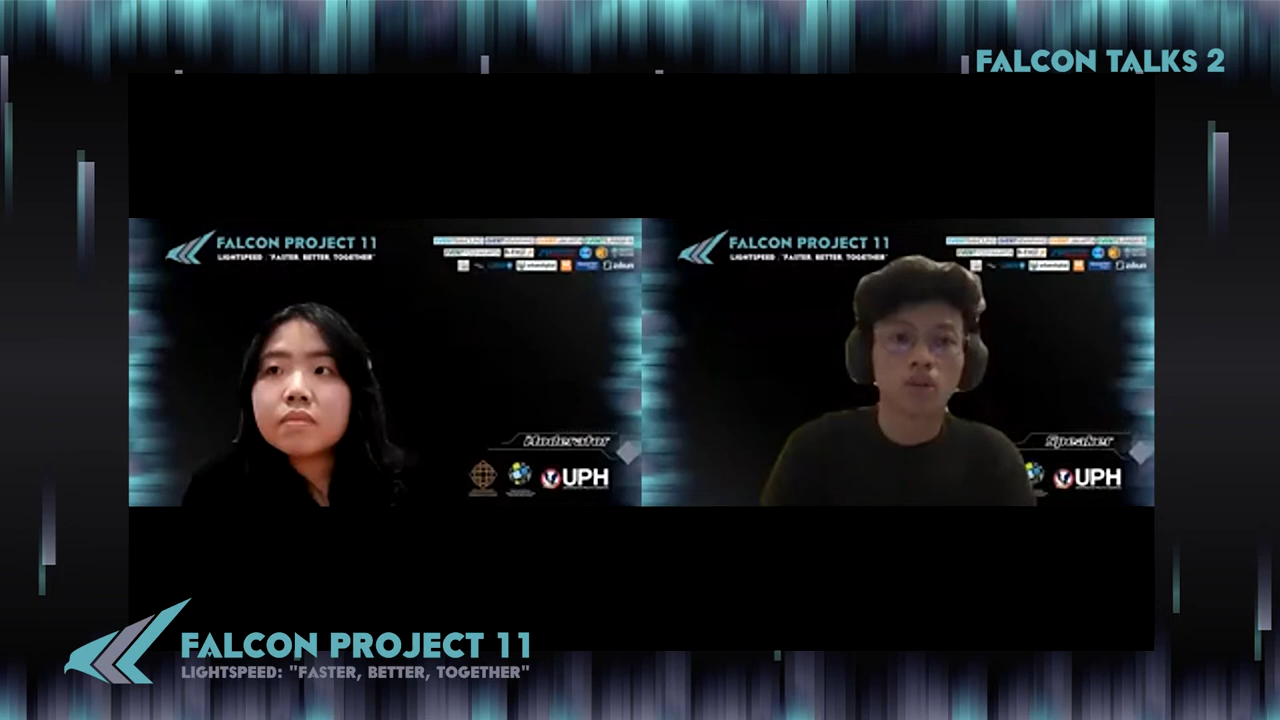 FALCON TALKS 2
FALCON PROJECT 11
LIGHTSPEED: "FASTER, BETTER, TOGETHER"
Moderator
UPH
FALCON PROJECT 11
LIGHTSPEED: "FASTER, BETTER, TOGETHER"
Speaker
UPH
FALCON PROJECT 11
LIGHTSPEED: "FASTER, BETTER, TOGETHER"